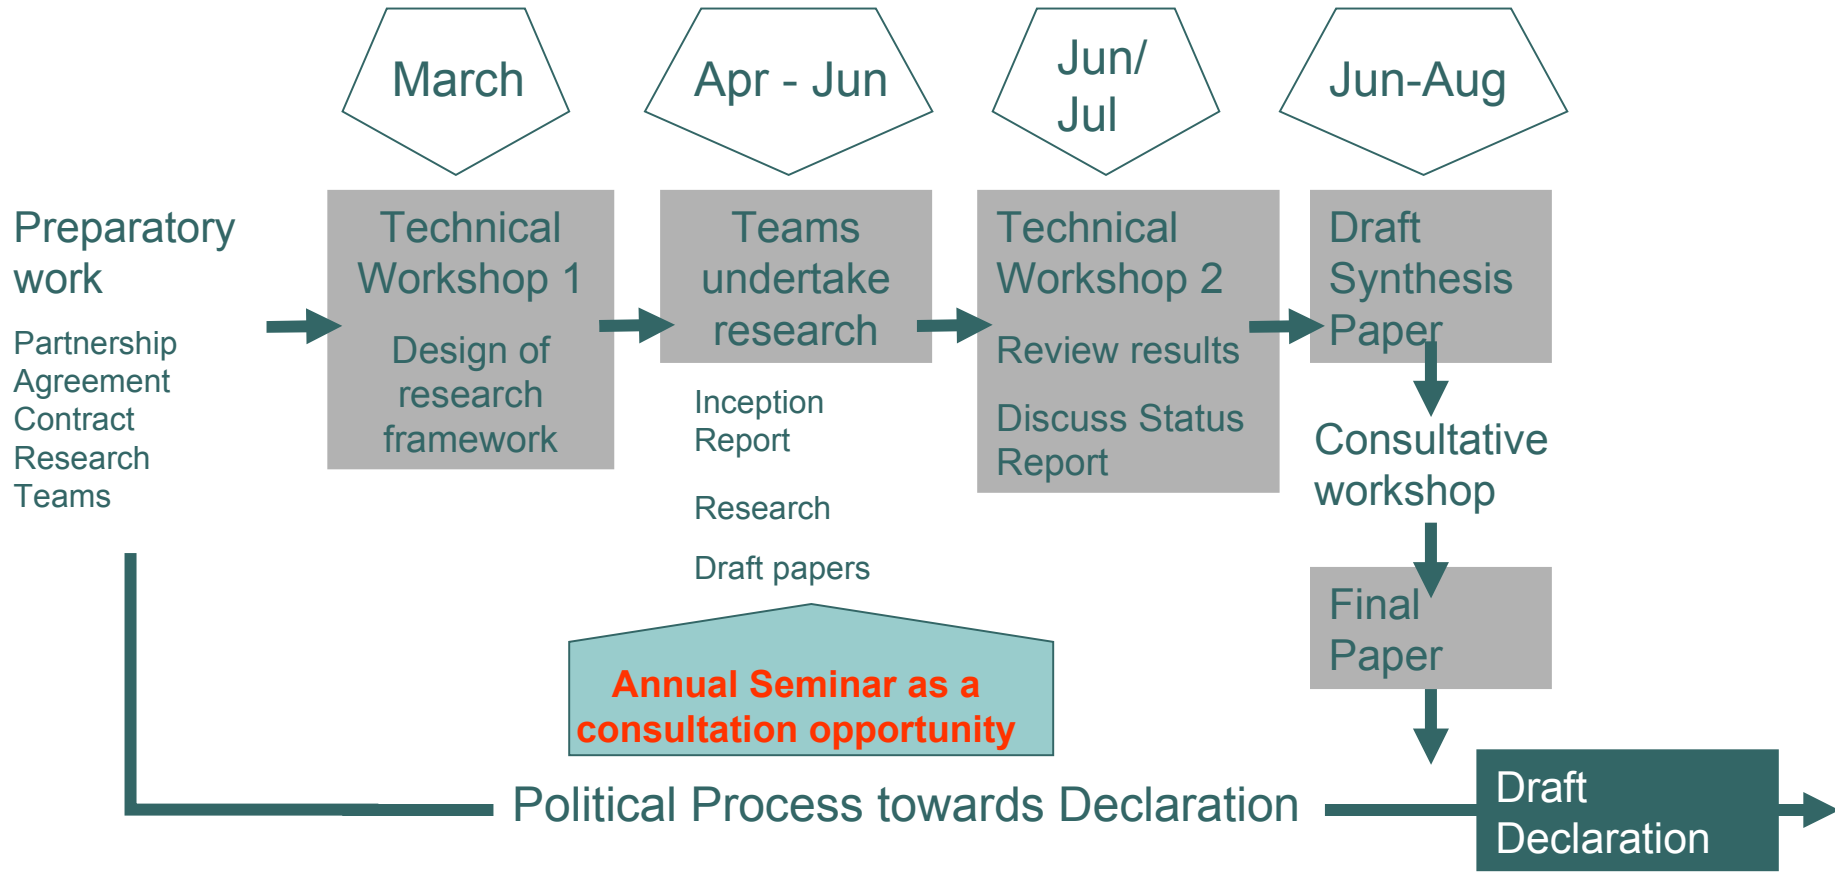 March
Apr - Jun
Jun/
Jul
Jun-Aug
Preparatory
work
Partnership
Agreement
Contract
Research
Teams
Technical
Workshop 1
Design of
research
framework
Teams
undertake
research
Inception
Report
Research
Draft papers
Technical
Workshop 2
Review results
Discuss Status
Report
Draft
Synthesis
Paper
Consultative
workshop
Final
Paper
Annual Seminar as a
consultation opportunity
Political Process towards Declaration
Draft
Declaration